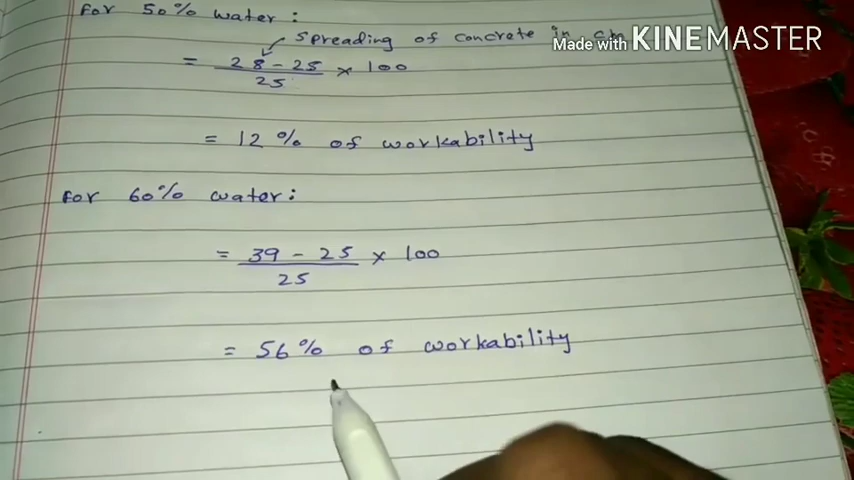 for 50% water:
spreading of concrete in cm
= 28 - 25 / 25 × 100
= 12% of workability
for 60% water:
= 39 - 25 / 25 × 100
= 56% of workability
Made with KINEMASTER